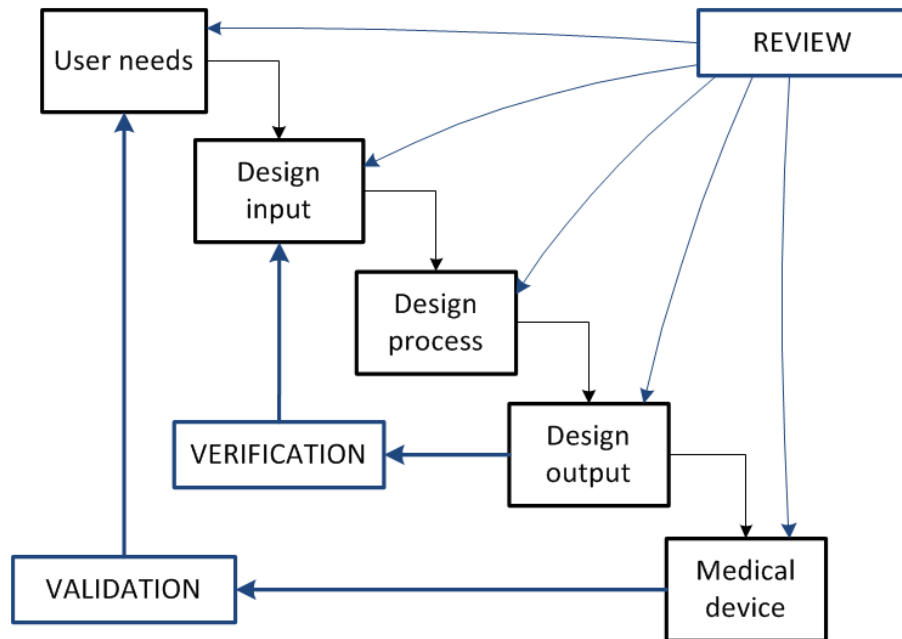 User needs
REVIEW
Design
input
Design
process
VERIFICATION
Design
output
VALIDATION
Medical
device